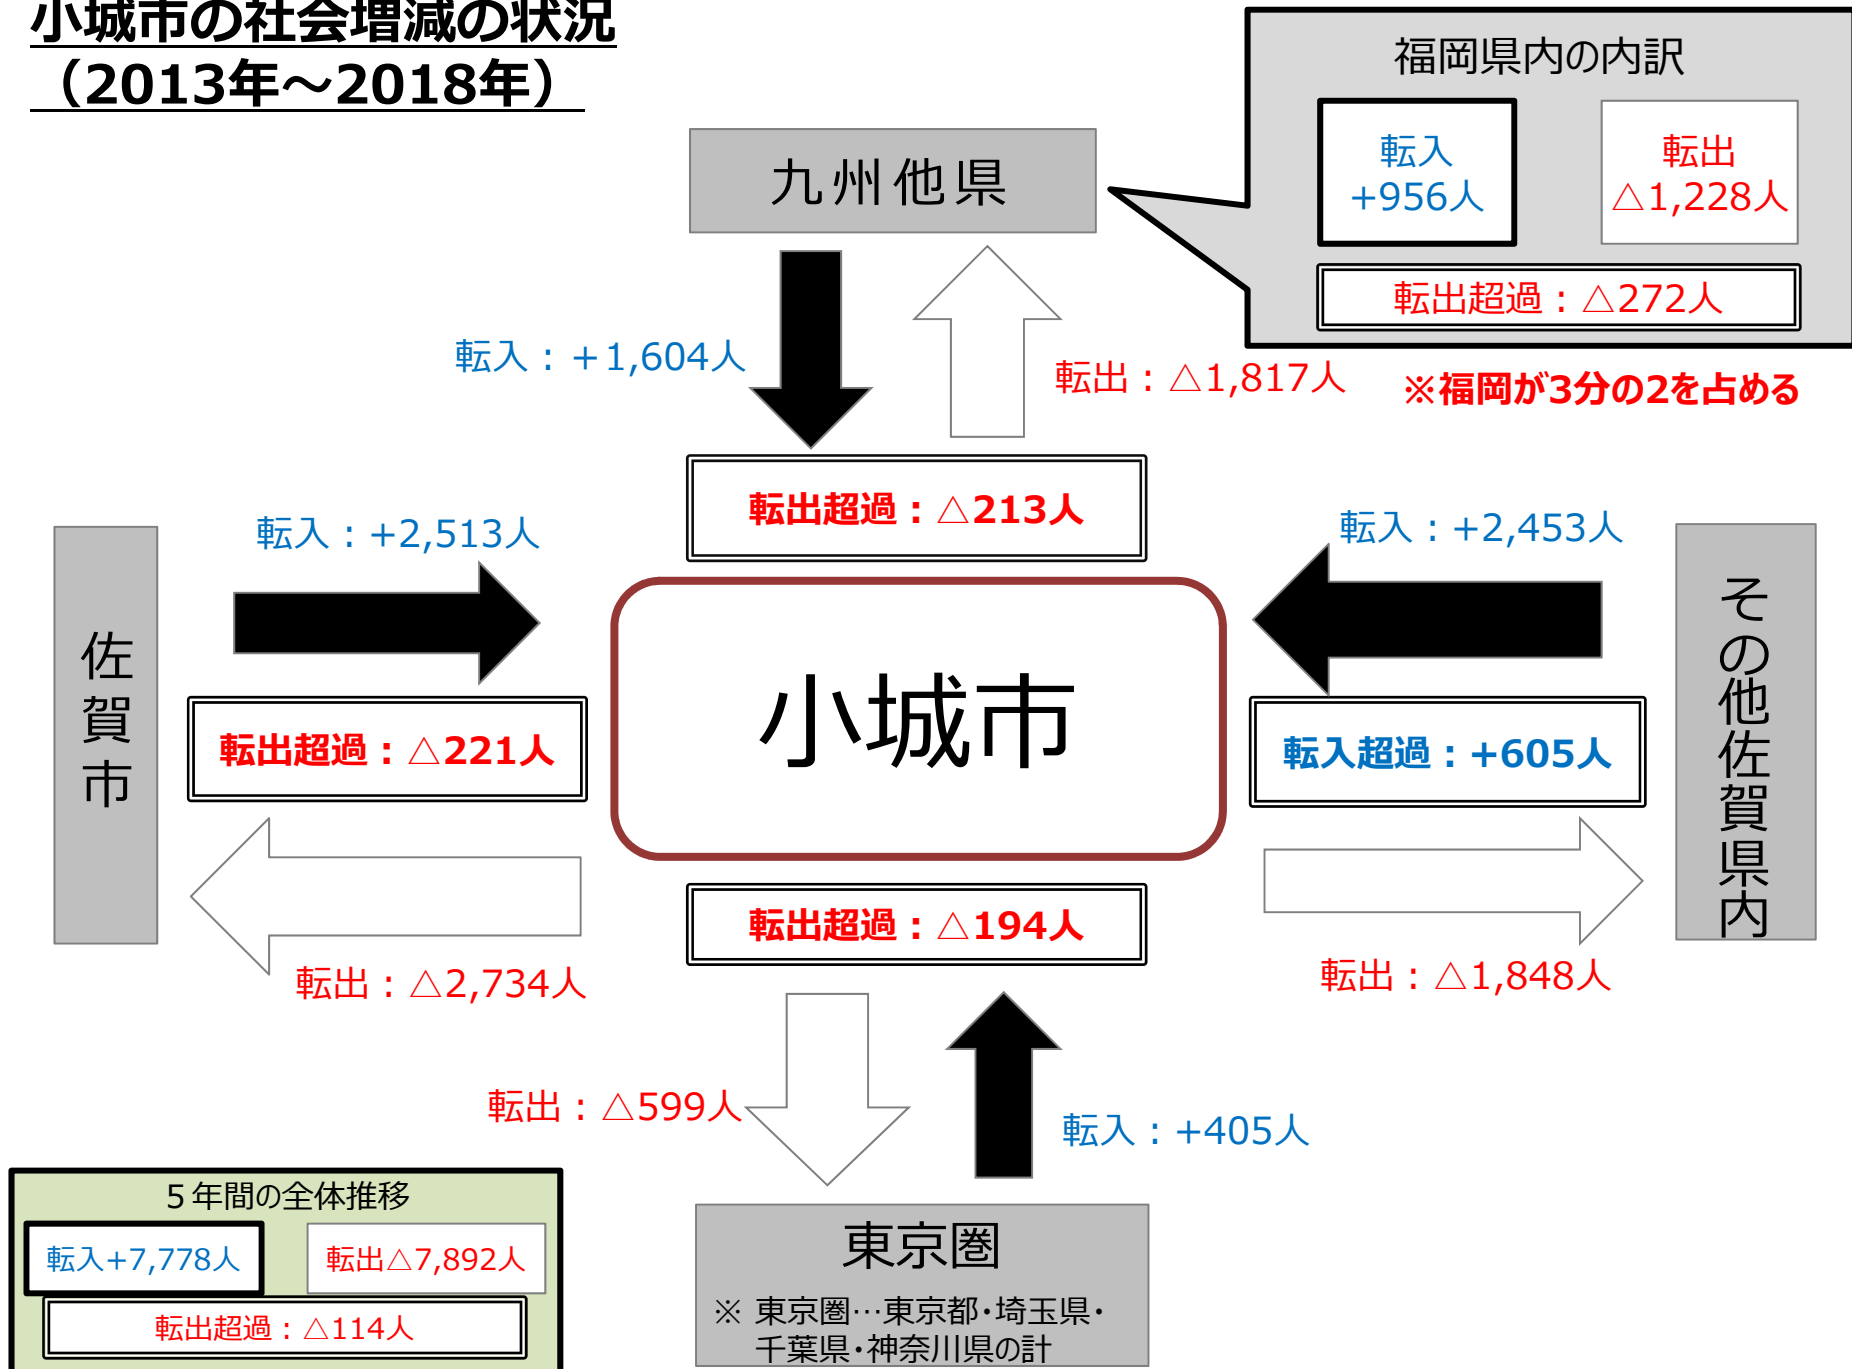 小城市の社会増減の状況
（2013年～2018年）
福岡県内の内訳
転入
+956人
転出
△1,228人
転出超過：△272人
※福岡が3分の2を占める
九州他県
転入：＋1,604人
転出：△1,817人
転出超過：△213人
転入：+2,513人
転入：+2,453人
佐賀市
転出超過：△221人
小城市
転入超過：+605人
その他佐賀県内
転出：△2,734人
転出超過：△194人
転出：△1,848人
転出：△599人
転入：+405人
５年間の全体推移
転入+7,778人
転出△7,892人
転出超過：△114人
東京圏
※ 東京圏…東京都・埼玉県・
千葉県・神奈川県の計